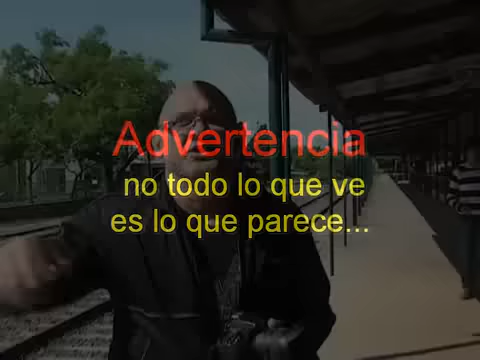 Advertencia
no todo lo que ve
es lo que parece...